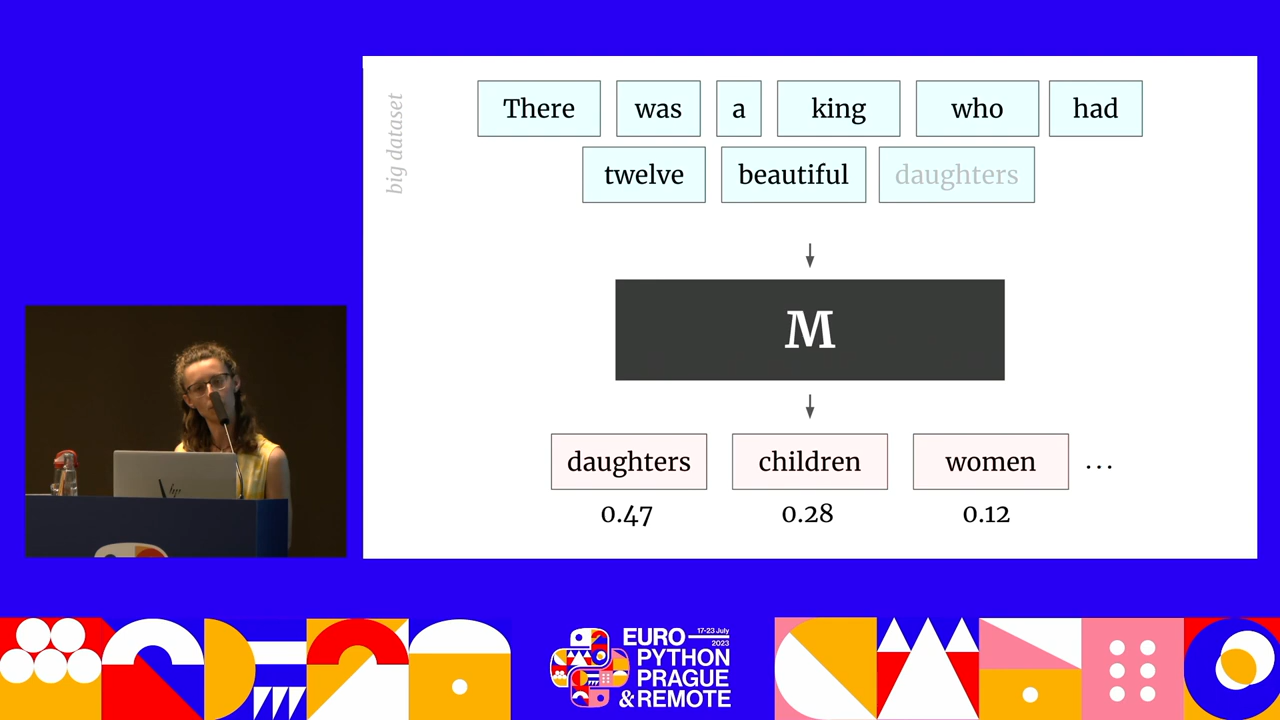 big dataset
There was a king who had
twelve beautiful daughters
M
daughters children women ...
0.47 0.28 0.12
hp
EURO 17-23 July
2023
PYTHON
PRAGUE
& REMOTE